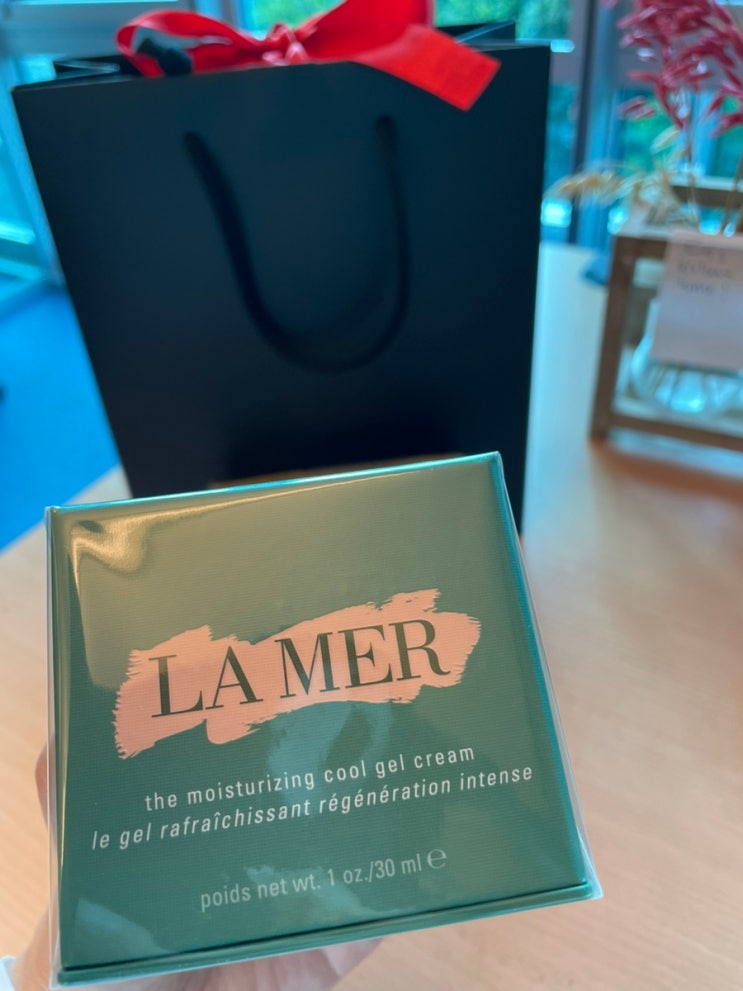 LA MER
the moisturizing cool gel cream
le gel rafraîchissant régénération intense
poids net wt. 1 oz./30 ml ℮